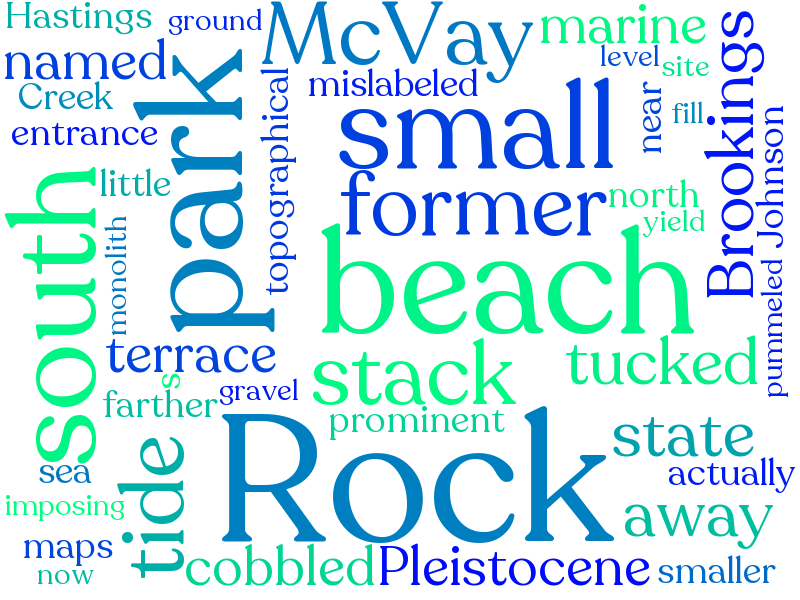 Hastings
ground
McVay
marine
named
mislabeled
level
site
Creek
park
topographical
small
near
fill
Brookings
entrance
little
former
north
yield
Johnson
south
monolith
beach
pummeled
terrace
stack
tucked
s
farther
gravel
prominent
Rock
state
sea
tide
actually
imposing
away
maps
now
cobbled
Pleistocene
smaller